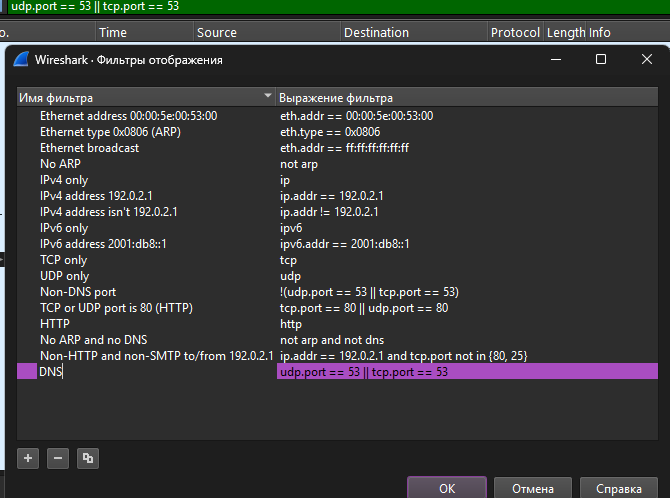 udp.port == 53 || tcp.port == 53
o. Time Source Destination Protocol Length Info
Wireshark · Фильтры отображения
Имя фильтра Выражение фильтра
Ethernet address 00:00:5e:00:53:00 eth.addr == 00:00:5e:00:53:00
Ethernet type 0x0806 (ARP) eth.type == 0x0806
Ethernet broadcast eth.addr == ff:ff:ff:ff:ff:ff
No ARP not arp
IPv4 only ip
IPv4 address 192.0.2.1 ip.addr == 192.0.2.1
IPv4 address isn't 192.0.2.1 ip.addr != 192.0.2.1
IPv6 only ipv6
IPv6 address 2001:db8::1 ipv6.addr == 2001:db8::1
TCP only tcp
UDP only udp
Non-DNS port !(udp.port == 53 || tcp.port == 53)
TCP or UDP port is 80 (HTTP) tcp.port == 80 || udp.port == 80
HTTP http
No ARP and no DNS not arp and not dns
Non-HTTP and non-SMTP to/from 192.0.2.1 ip.addr == 192.0.2.1 and tcp.port not in {80, 25}
DNS udp.port == 53 || tcp.port == 53
OK Отмена Справка